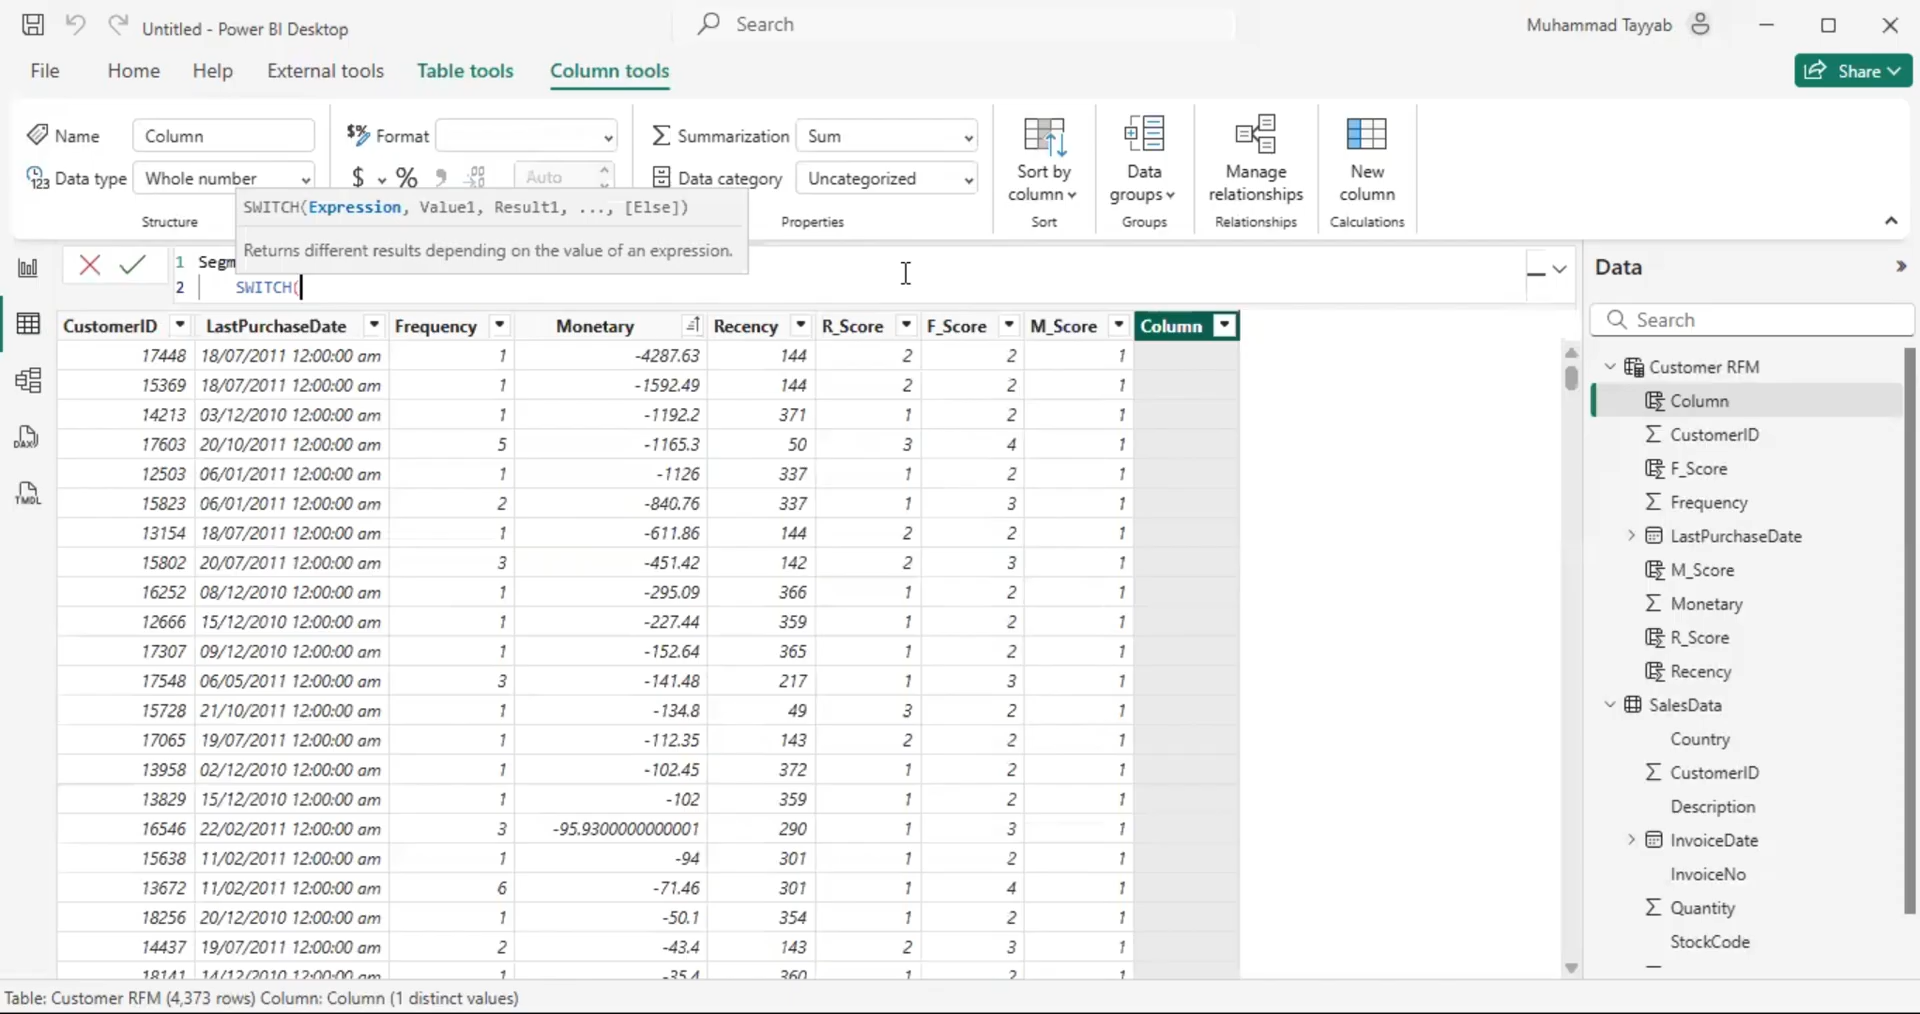 Untitled - Power BI Desktop
Search
Muhammad Tayyab
File Home Help External tools Table tools Column tools
Share
Name Column
Format
Summarization Sum
Data type Whole number
$ % Auto
Data category Uncategorized
Sort by column
Data groups
Manage relationships
New column
Structure
Properties
Sort
Groups
Relationships
Calculations
SWITCH(Expression, Value1, Result1, ..., [Else])
Returns different results depending on the value of an expression.
1 Segm
2 SWITCH(
CustomerID LastPurchaseDate Frequency Monetary Recency R_Score F_Score M_Score Column
17448 18/07/2011 12:00:00 am 1 -4287.63 144 2 2 1
15369 18/07/2011 12:00:00 am 1 -1592.49 144 2 2 1
14213 03/12/2010 12:00:00 am 1 -1192.2 371 1 2 1
17603 20/10/2011 12:00:00 am 5 -1165.3 50 3 4 1
12503 06/01/2011 12:00:00 am 1 -1126 337 1 2 1
15823 06/01/2011 12:00:00 am 2 -840.76 337 1 3 1
13154 18/07/2011 12:00:00 am 1 -611.86 144 2 2 1
15802 20/07/2011 12:00:00 am 3 -451.42 142 2 3 1
16252 08/12/2010 12:00:00 am 1 -295.09 366 1 2 1
12666 15/12/2010 12:00:00 am 1 -227.44 359 1 2 1
17307 09/12/2010 12:00:00 am 1 -152.64 365 1 2 1
17548 06/05/2011 12:00:00 am 3 -141.48 217 1 3 1
15728 21/10/2011 12:00:00 am 1 -134.8 49 3 2 1
17065 19/07/2011 12:00:00 am 1 -112.35 143 2 2 1
13958 02/12/2010 12:00:00 am 1 -102.45 372 1 2 1
13829 15/12/2010 12:00:00 am 1 -102 359 1 2 1
16546 22/02/2011 12:00:00 am 3 -95.9300000000001 290 1 3 1
15638 11/02/2011 12:00:00 am 1 -94 301 1 2 1
13672 11/02/2011 12:00:00 am 6 -71.46 301 1 4 1
18256 20/12/2010 12:00:00 am 1 -50.1 354 1 2 1
14437 19/07/2011 12:00:00 am 2 -43.4 143 2 3 1
18141 14/12/2010 12:00:00 am 1 -35.4 360 1 2 1
DAX
TMDL
Data
Search
Customer RFM
Column
CustomerID
F_Score
Frequency
LastPurchaseDate
M_Score
Monetary
R_Score
Recency
SalesData
Country
CustomerID
Description
InvoiceDate
InvoiceNo
Quantity
StockCode
Table: Customer RFM (4,373 rows) Column: Column (1 distinct values)